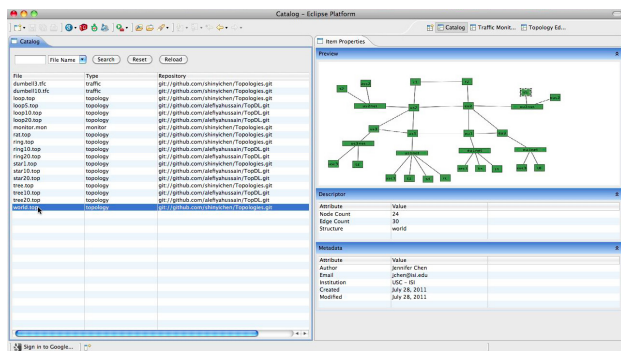 Catalog - Eclipse Platform
Catalog Traffic Monit... Topology Ed...
Catalog
File Name Search Reset Reload
File Type Repository
dumbell3.tfc traffic git://github.com/shinyichen/Topologies.git
dumbell10.tfc traffic git://github.com/alefiyahussain/TopDL.git
loop.top topology git://github.com/shinyichen/Topologies.git
loop5.top topology git://github.com/alefiyahussain/TopDL.git
loop10.top topology git://github.com/alefiyahussain/TopDL.git
loop20.top topology git://github.com/alefiyahussain/TopDL.git
monitor.mon monitor git://github.com/shinyichen/Topologies.git
rat.top topology git://github.com/shinyichen/Topologies.git
ring.top topology git://github.com/shinyichen/Topologies.git
ring10.top topology git://github.com/alefiyahussain/TopDL.git
ring20.top topology git://github.com/alefiyahussain/TopDL.git
star1.top topology git://github.com/shinyichen/Topologies.git
star10.top topology git://github.com/alefiyahussain/TopDL.git
star20.top topology git://github.com/alefiyahussain/TopDL.git
tree.top topology git://github.com/shinyichen/Topologies.git
tree10.top topology git://github.com/alefiyahussain/TopDL.git
tree20.top topology git://github.com/alefiyahussain/TopDL.git
world.top topology git://github.com/shinyichen/Topologies.git
Item Properties
Preview
Descriptor
Attribute Value
Node Count 24
Edge Count 30
Structure world
Metadata
Attribute Value
Author Jennifer Chen
Email jchen@isi.edu
Institution USC - ISI
Created July 28, 2011
Modified July 28, 2011
Sign in to Google...